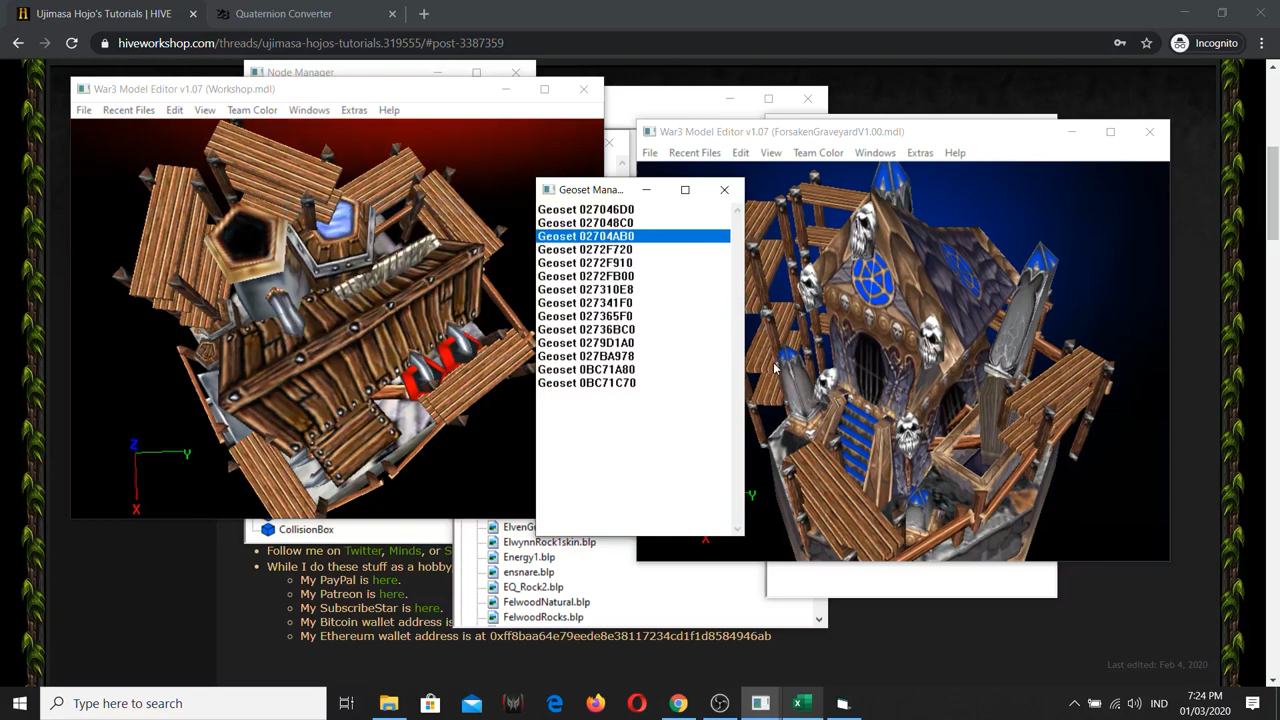 Ujimasa Hojo's Tutorials | HIVE
Quaternion Converter
hiveworkshop.com/threads/ujimasa-hojos-tutorials.319555/#post-3387359
Incognito
Node Manager
War3 Model Editor v1.07 (Workshop.mdl)
File Recent Files Edit View Team Color Windows Extras Help
War3 Model Editor v1.07 (ForsakenGraveyardV1.00.mdl)
File Recent Files Edit View Team Color Windows Extras Help
Geoset Mana...
Geoset 027046D0
Geoset 027048C0
Geoset 02704AB0
Geoset 0272F720
Geoset 0272F910
Geoset 0272FB00
Geoset 027310E8
Geoset 027341F0
Geoset 027365F0
Geoset 02736BC0
Geoset 0279D1A0
Geoset 027BA978
Geoset 0BC71A80
Geoset 0BC71C70
Z
Y
X
Y
X
CollisionBox
ElwynnRock1skin.blp
Energy1.blp
ensnare.blp
EQ_Rock2.blp
FelwoodNatural.blp
FelwoodRocks.blp
Follow me on Twitter, Minds, or S
While I do these stuff as a hobby
My PayPal is here.
My Patreon is here.
My SubscribeStar is here.
My Bitcoin wallet address is
My Ethereum wallet address is at 0xff8baa64e79eede8e38117234cd1f1d8584946ab
Last edited: Feb 4, 2020
Type here to search
IND
7:24 PM
01/03/2020